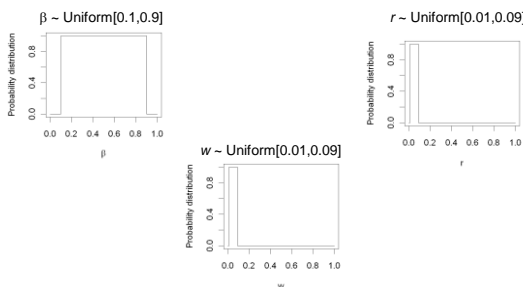 β ~ Uniform[0.1,0.9]
Probability distribution
0.0 0.4 0.8
0.0 0.2 0.4 0.6 0.8 1.0
β
r ~ Uniform[0.01,0.09]
Probability distribution
0.0 0.4 0.8
0.0 0.2 0.4 0.6 0.8 1.0
r
w ~ Uniform[0.01,0.09]
Probability distribution
0.0 0.4 0.8
0.0 0.2 0.4 0.6 0.8 1.0
w